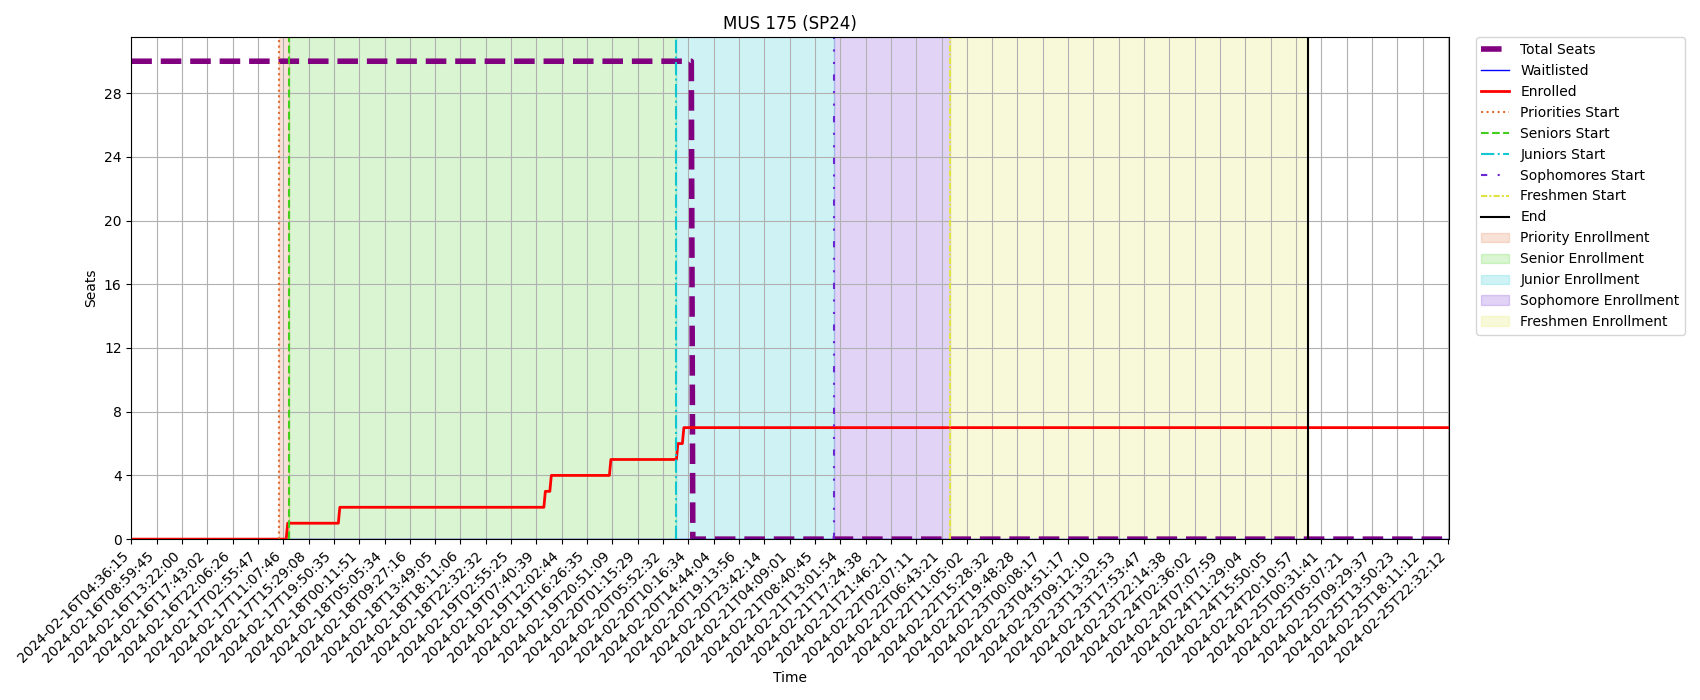 MUS 175 (SP24)
Total Seats
Waitlisted
Enrolled
Priorities Start
Seniors Start
Juniors Start
Sophomores Start
Freshmen Start
End
Priority Enrollment
Senior Enrollment
Junior Enrollment
Sophomore Enrollment
Freshmen Enrollment
Seats
28
24
20
16
12
8
4
0
2024-02-16T04:36:15
2024-02-16T08:59:45
2024-02-16T13:22:00
2024-02-16T17:43:02
2024-02-16T22:06:26
2024-02-17T02:55:47
2024-02-17T11:07:46
2024-02-17T15:29:08
2024-02-17T19:50:35
2024-02-18T00:11:51
2024-02-18T05:05:34
2024-02-18T09:27:16
2024-02-18T13:49:05
2024-02-18T18:11:06
2024-02-18T22:32:32
2024-02-19T02:55:25
2024-02-19T07:40:39
2024-02-19T12:02:44
2024-02-19T16:26:35
2024-02-19T20:51:09
2024-02-20T01:15:29
2024-02-20T05:52:32
2024-02-20T10:16:34
2024-02-20T14:44:04
2024-02-20T19:13:56
2024-02-20T23:42:14
2024-02-21T04:09:01
2024-02-21T08:40:45
2024-02-21T13:01:54
2024-02-21T17:24:38
2024-02-21T21:46:21
2024-02-22T02:07:11
2024-02-22T06:43:21
2024-02-22T11:05:02
2024-02-22T15:28:32
2024-02-22T19:48:28
2024-02-23T00:08:17
2024-02-23T04:51:17
2024-02-23T09:12:10
2024-02-23T13:32:53
2024-02-23T17:53:47
2024-02-23T22:14:38
2024-02-24T02:36:02
2024-02-24T07:07:59
2024-02-24T11:29:04
2024-02-24T15:50:05
2024-02-24T20:10:57
2024-02-25T00:31:41
2024-02-25T05:07:21
2024-02-25T09:29:37
2024-02-25T13:50:23
2024-02-25T18:11:12
2024-02-25T22:32:12
Time